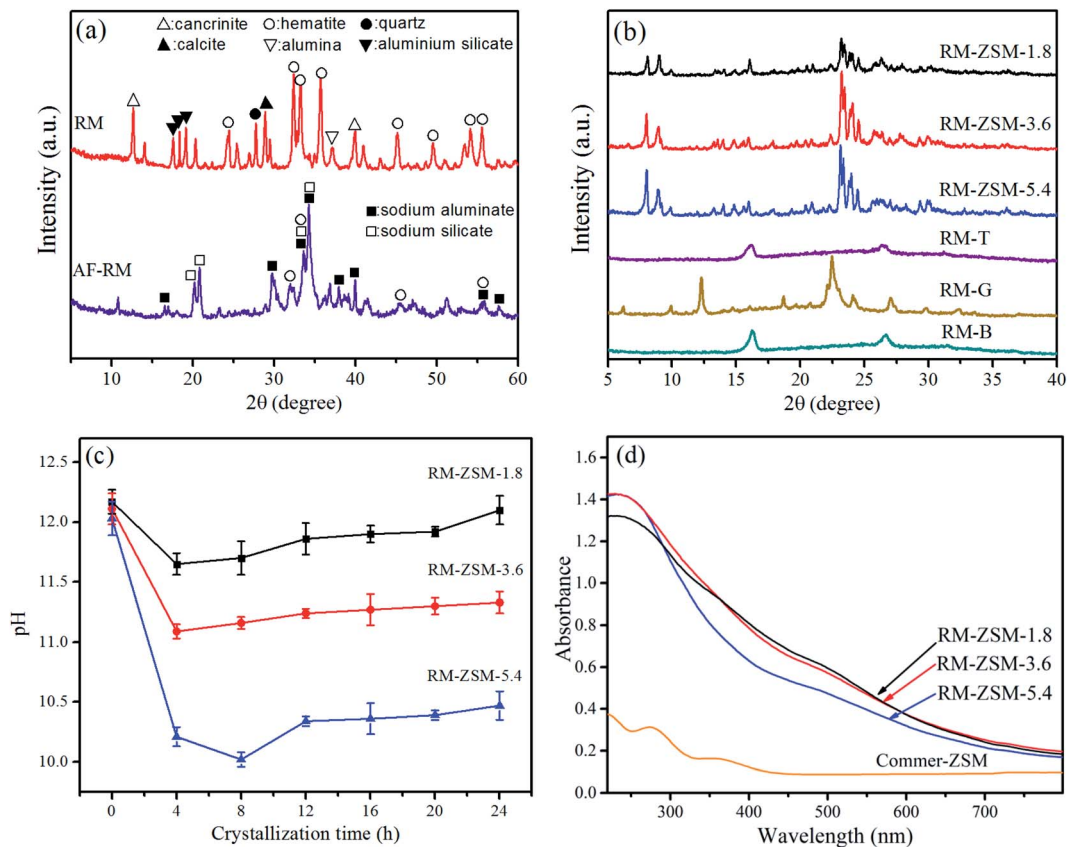 (a)
△:cancrinite ○:hematite ●:quartz
▲:calcite ▽:alumina ▼:aluminium silicate
RM
■:sodium aluminate
□:sodium silicate
AF-RM
Intensity (a.u.)
10 20 30 40 50 60
2θ (degree)
(b)
RM-ZSM-1.8
RM-ZSM-3.6
RM-ZSM-5.4
RM-T
RM-G
RM-B
Intensity (a.u.)
5 10 15 20 25 30 35 40
2θ (degree)
(c)
12.5
12.0
11.5
11.0
10.5
10.0
pH
RM-ZSM-1.8
RM-ZSM-3.6
RM-ZSM-5.4
0 4 8 12 16 20 24
Crystallization time (h)
(d)
1.6
1.4
1.2
1.0
0.8
0.6
0.4
0.2
0.0
Absorbance
RM-ZSM-1.8
RM-ZSM-3.6
RM-ZSM-5.4
Commer-ZSM
300 400 500 600 700
Wavelength (nm)